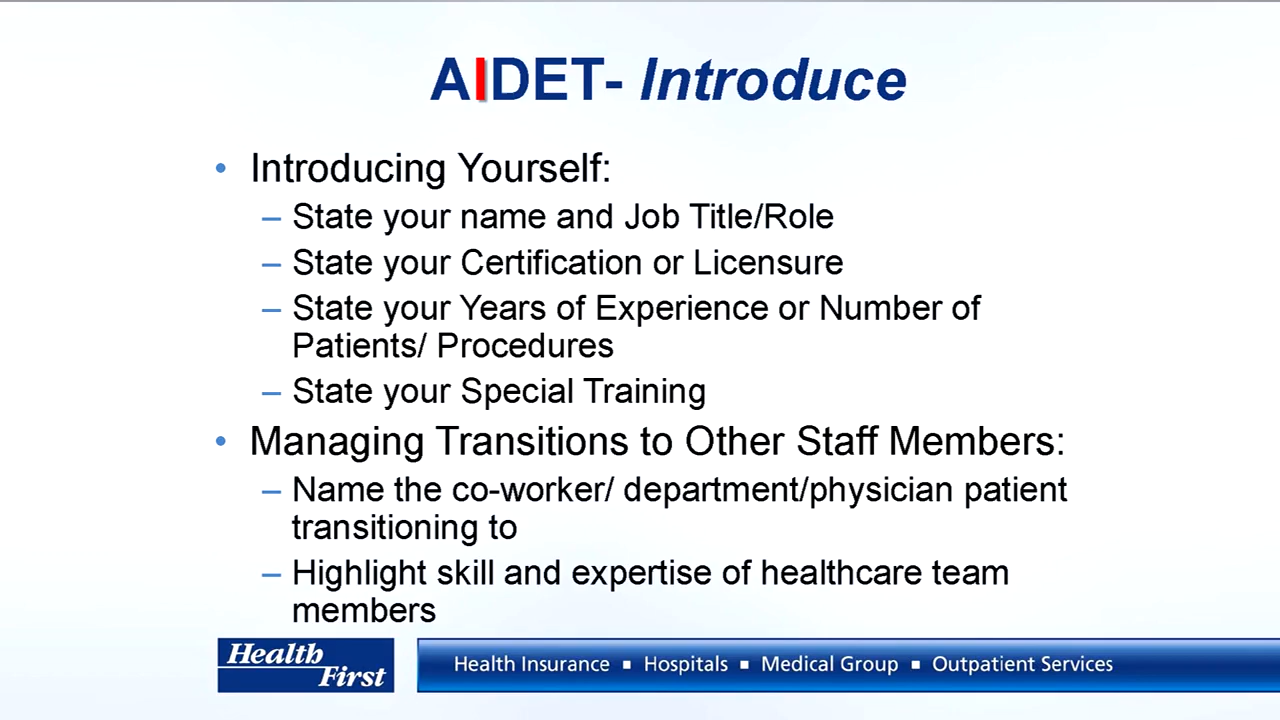 AIDET- Introduce
• Introducing Yourself:
– State your name and Job Title/Role
– State your Certification or Licensure
– State your Years of Experience or Number of
Patients/ Procedures
– State your Special Training
• Managing Transitions to Other Staff Members:
– Name the co-worker/ department/physician patient
transitioning to
– Highlight skill and expertise of healthcare team
members
Health
First
Health Insurance ▪ Hospitals ▪ Medical Group ▪ Outpatient Services